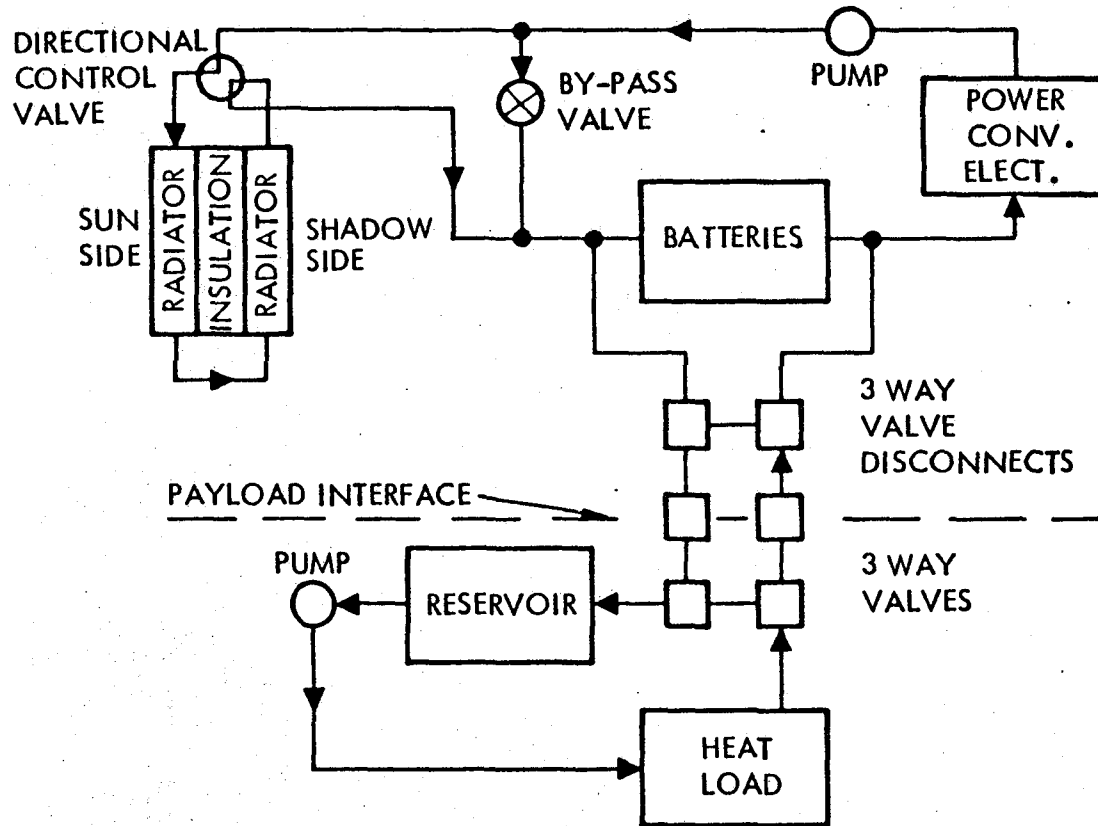 DIRECTIONAL
CONTROL
VALVE
PUMP
BY-PASS
VALVE
POWER
CONV.
ELECT.
SUN
SIDE
RADIATOR
INSULATION
RADIATOR
SHADOW
SIDE
BATTERIES
3 WAY
VALVE
DISCONNECTS
PAYLOAD INTERFACE
PUMP
RESERVOIR
3 WAY
VALVES
HEAT
LOAD